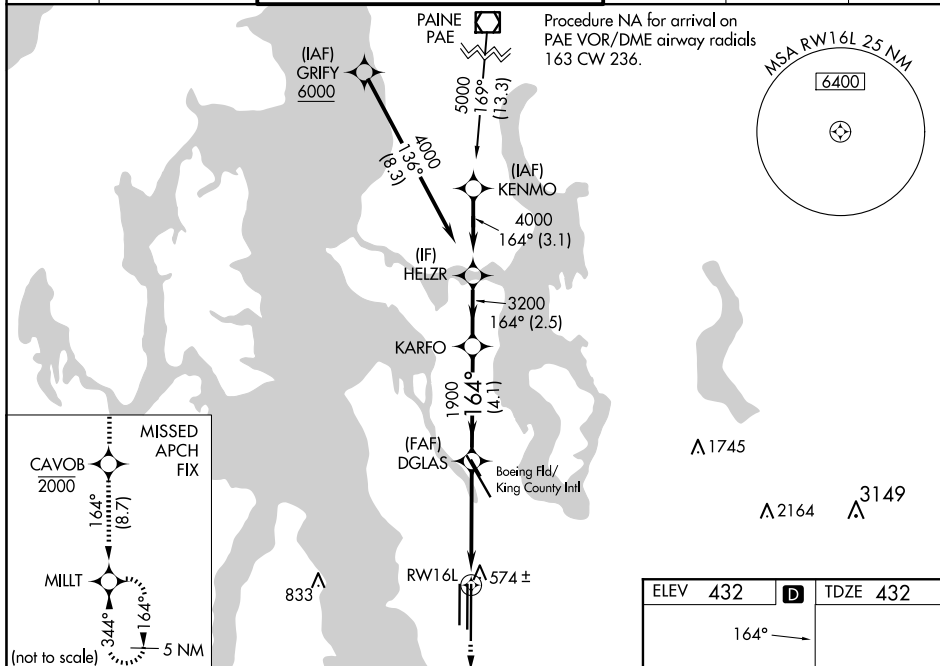 PAINE
PAE
Procedure NA for arrival on
PAE VOR/DME airway radials
163 CW 236.
MSA RW16L 25 NM
6400
(IAF)
GRIFY
6000
5000
169°
(13.3)
4000
136°
(8.3)
(IAF)
KENMO
4000
164° (3.1)
(IF)
HELZR
3200
164° (2.5)
KARFO
1900
164°
(4.1)
(FAF)
DGLAS
Boeing Fld/
King County Intl
1745
2164
3149
MISSED
APCH
FIX
CAVOB
2000
164°
(8.7)
MILLT
344°
164°
5 NM
(not to scale)
833
RW16L
574 ±
ELEV 432
D
TDZE 432
164°